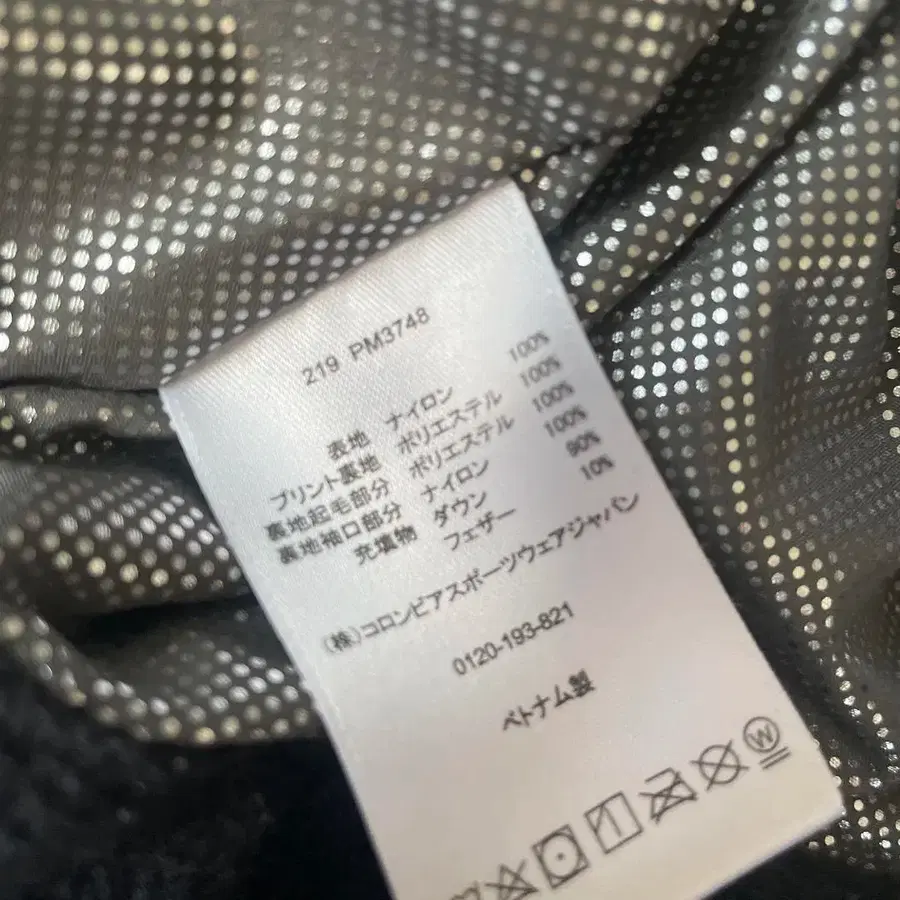 219 PM3748
表地 ナイロン 100%
プリント裏地 ポリエステル 100%
裏地起毛部分 ポリエステル 100%
裏地袖口部分 ナイロン 100%
充填物 ダウン 90%
フェザー 10%
(株)コロンビアスポーツウェアジャパン
0120-193-821
ベトナム製
W